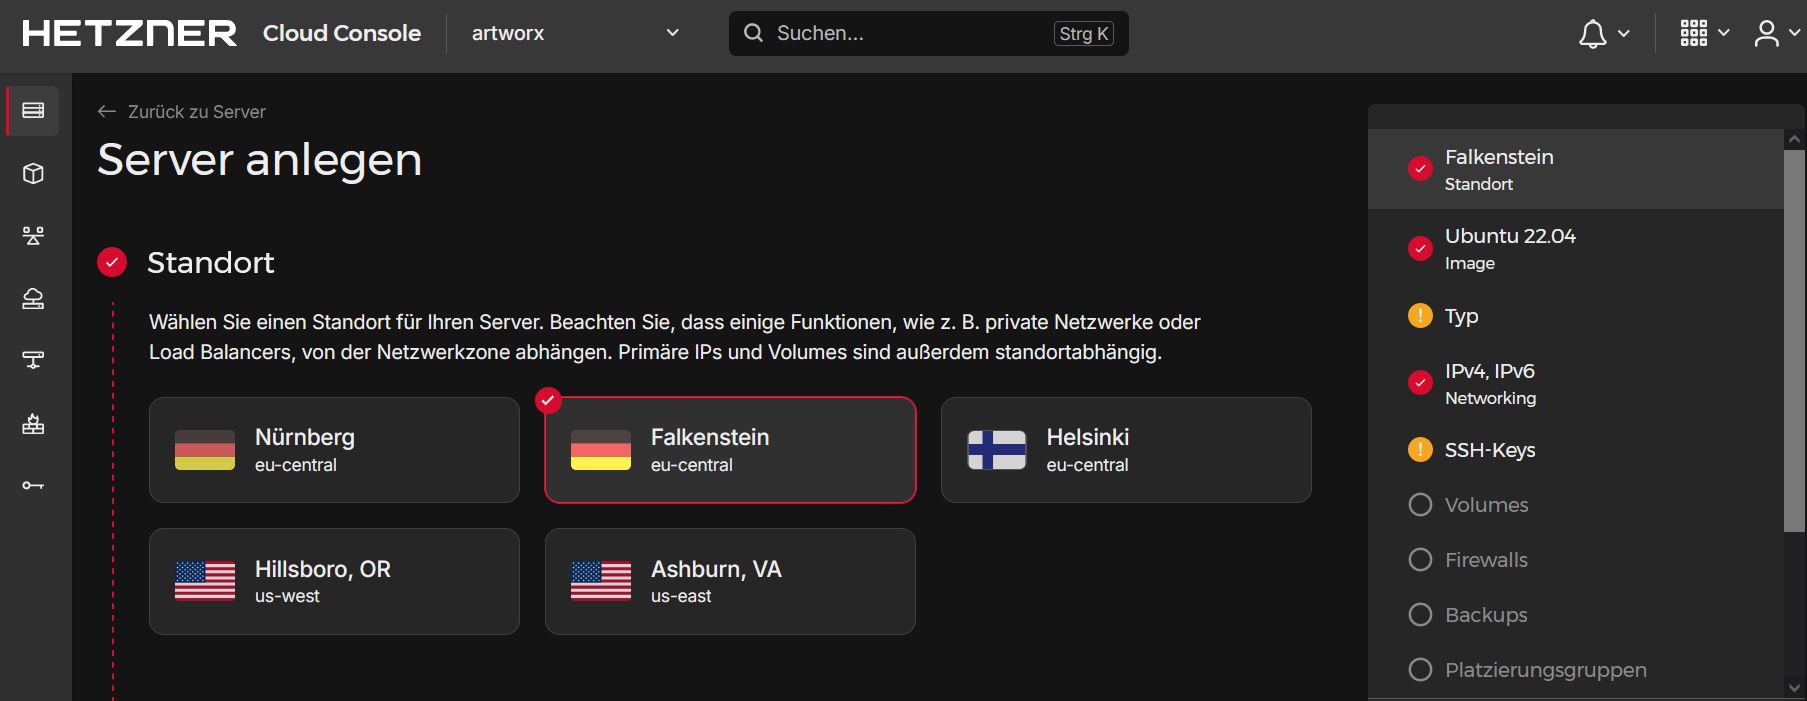 HETZNER Cloud Console artworx Suchen... Strg K
Zurück zu Server
Server anlegen
Standort
Wählen Sie einen Standort für Ihren Server. Beachten Sie, dass einige Funktionen, wie z. B. private Netzwerke oder
Load Balancers, von der Netzwerkzone abhängen. Primäre IPs und Volumes sind außerdem standortabhängig.
Nürnberg
eu-central
Falkenstein
eu-central
Helsinki
eu-central
Hillsboro, OR
us-west
Ashburn, VA
us-east
Falkenstein
Standort
Ubuntu 22.04
Image
Typ
IPv4, IPv6
Networking
SSH-Keys
Volumes
Firewalls
Backups
Platzierungsgruppen